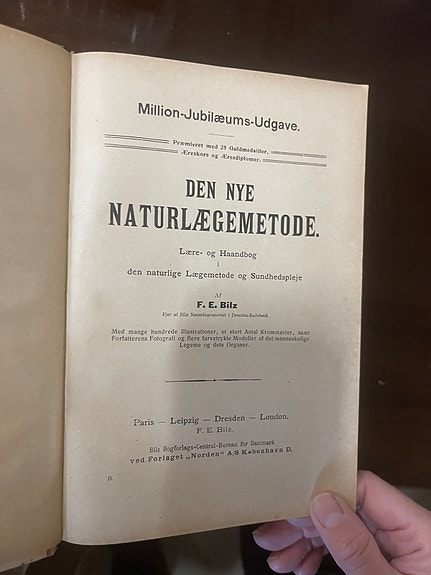 Million-Jubilæums-Udgave.
Præmieret med 25 Guldmedailler,
Æreskors og Æresdiplomer.
DEN NYE
NATURLÆGEMETODE.
Lære- og Haandbog
i
den naturlige Lægemetode og Sundhedspleje
Af
F. E. Bilz
Ejer af Bilz Naturlægeanstalt i Dresden-Radebeul
Med mange hundrede Illustrationer, et stort Antal Kromotavler, samt
Forfatterens Fotografi og flere farvetrykte Modeller af det menneskelige
Legeme og dets Organer.
Paris — Leipzig — Dresden — London.
F. E. Bilz.
Bilz Bogforlags-Central-Bureau for Danmark
ved Forlaget „Norden" A/S København D.
D.